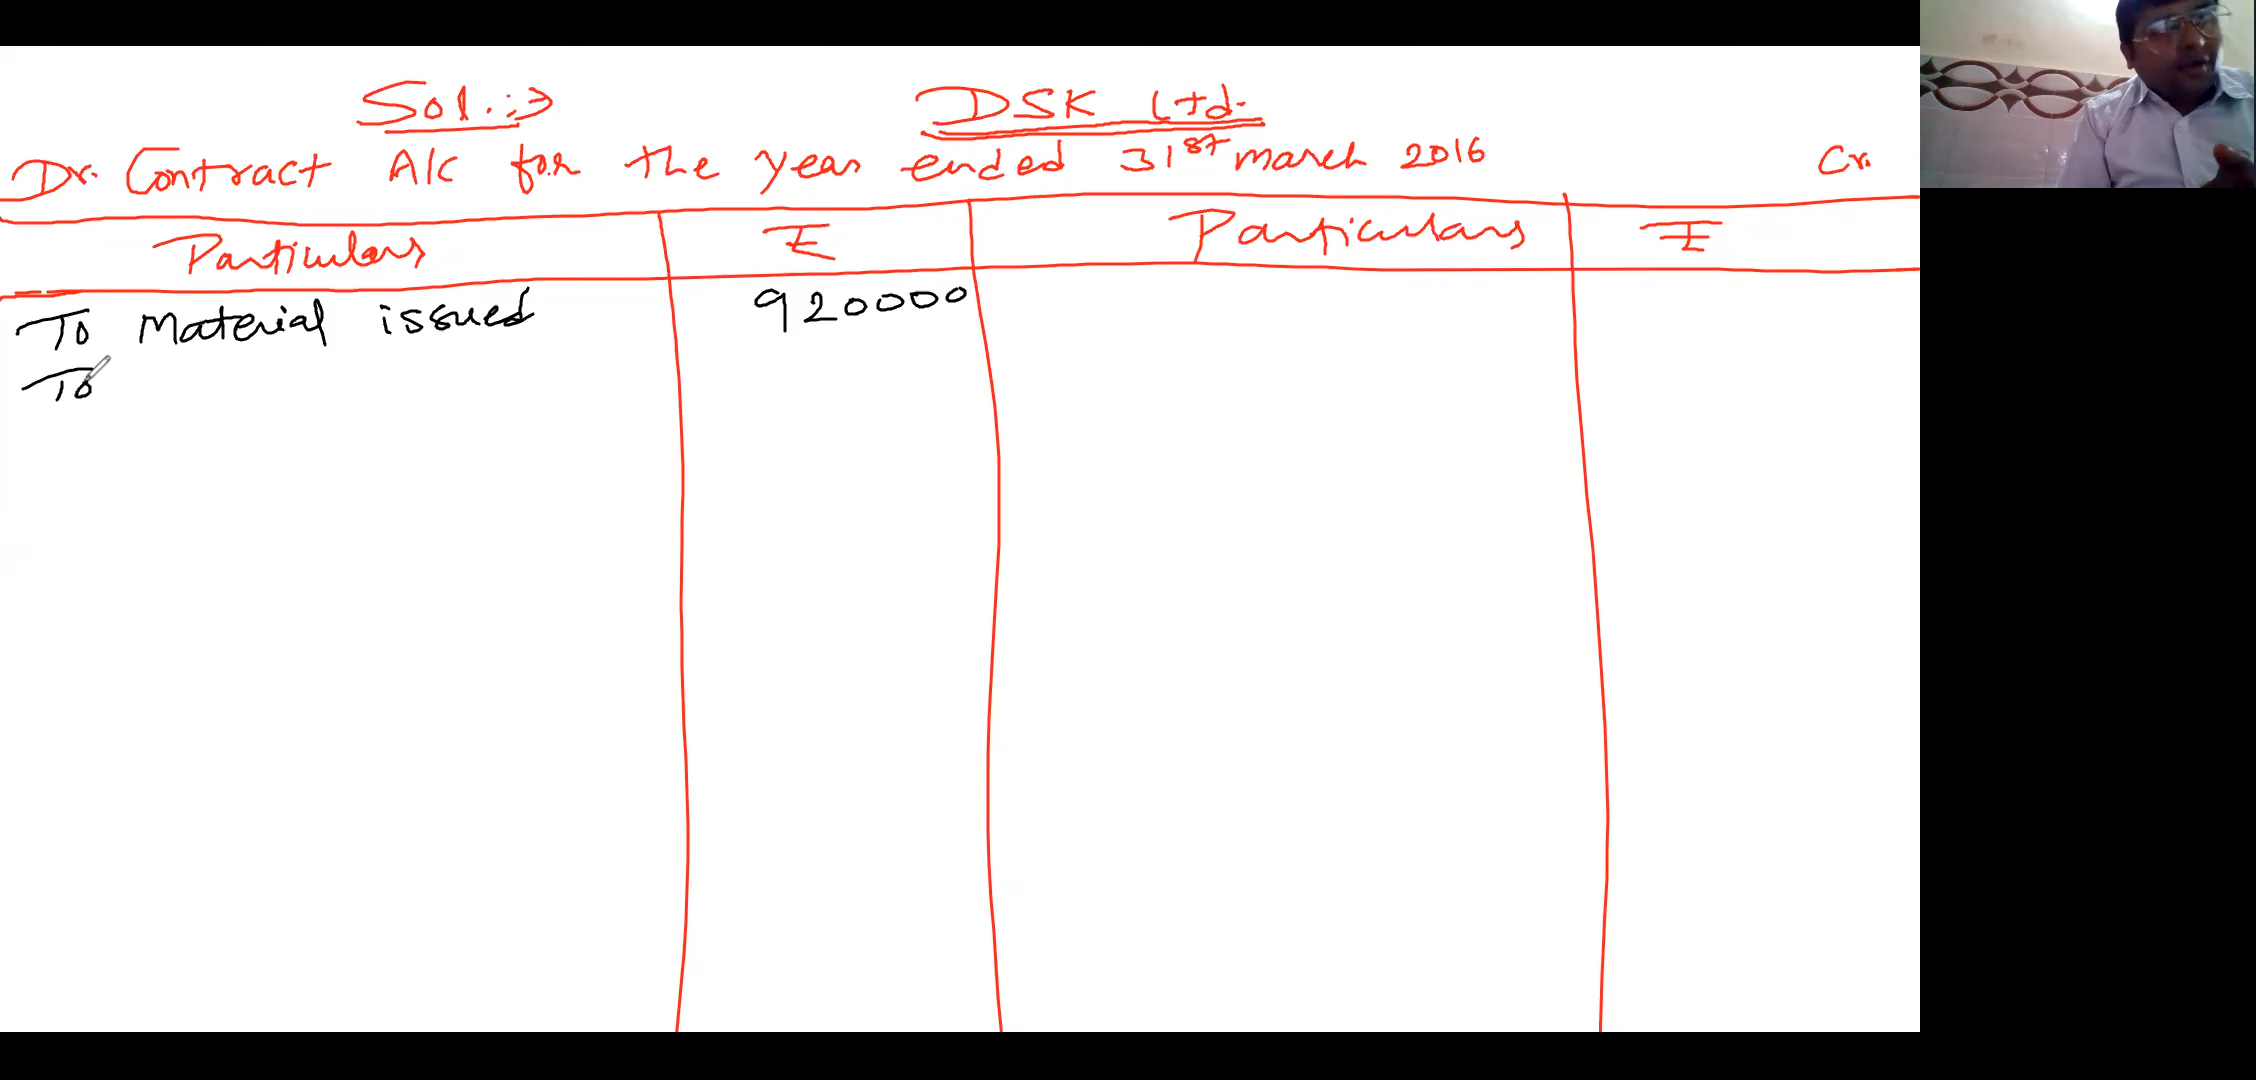 Sol. :⇒ DSK Ltd.
Dr. Contract A/C for the year ended 31st march 2016 Cr.
Particulars ₹ Particulars ₹
To Material issued 920000
To